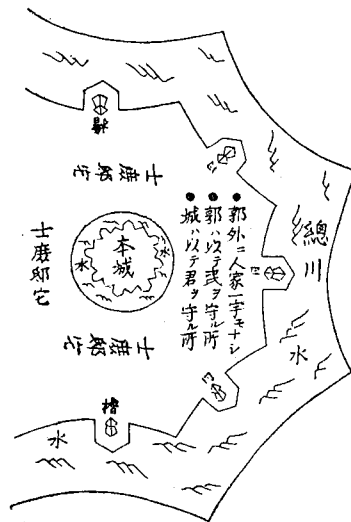 總川
水
●郭外ニ人家一宇モナシ
●郭ハ以テ民ヲ守ル所
●城ハ以テ君ヲ守ル所
櫓
士庶邸宅
本城
水
水
士庶邸宅
士庶邸宅
櫓
水